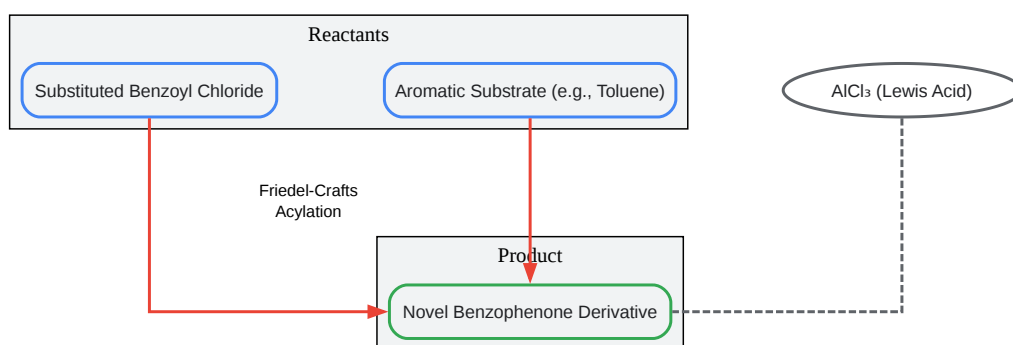 Reactants
Substituted Benzoyl Chloride
Aromatic Substrate (e.g., Toluene)
AlCl₃ (Lewis Acid)
Friedel-Crafts
Acylation
Product
Novel Benzophenone Derivative